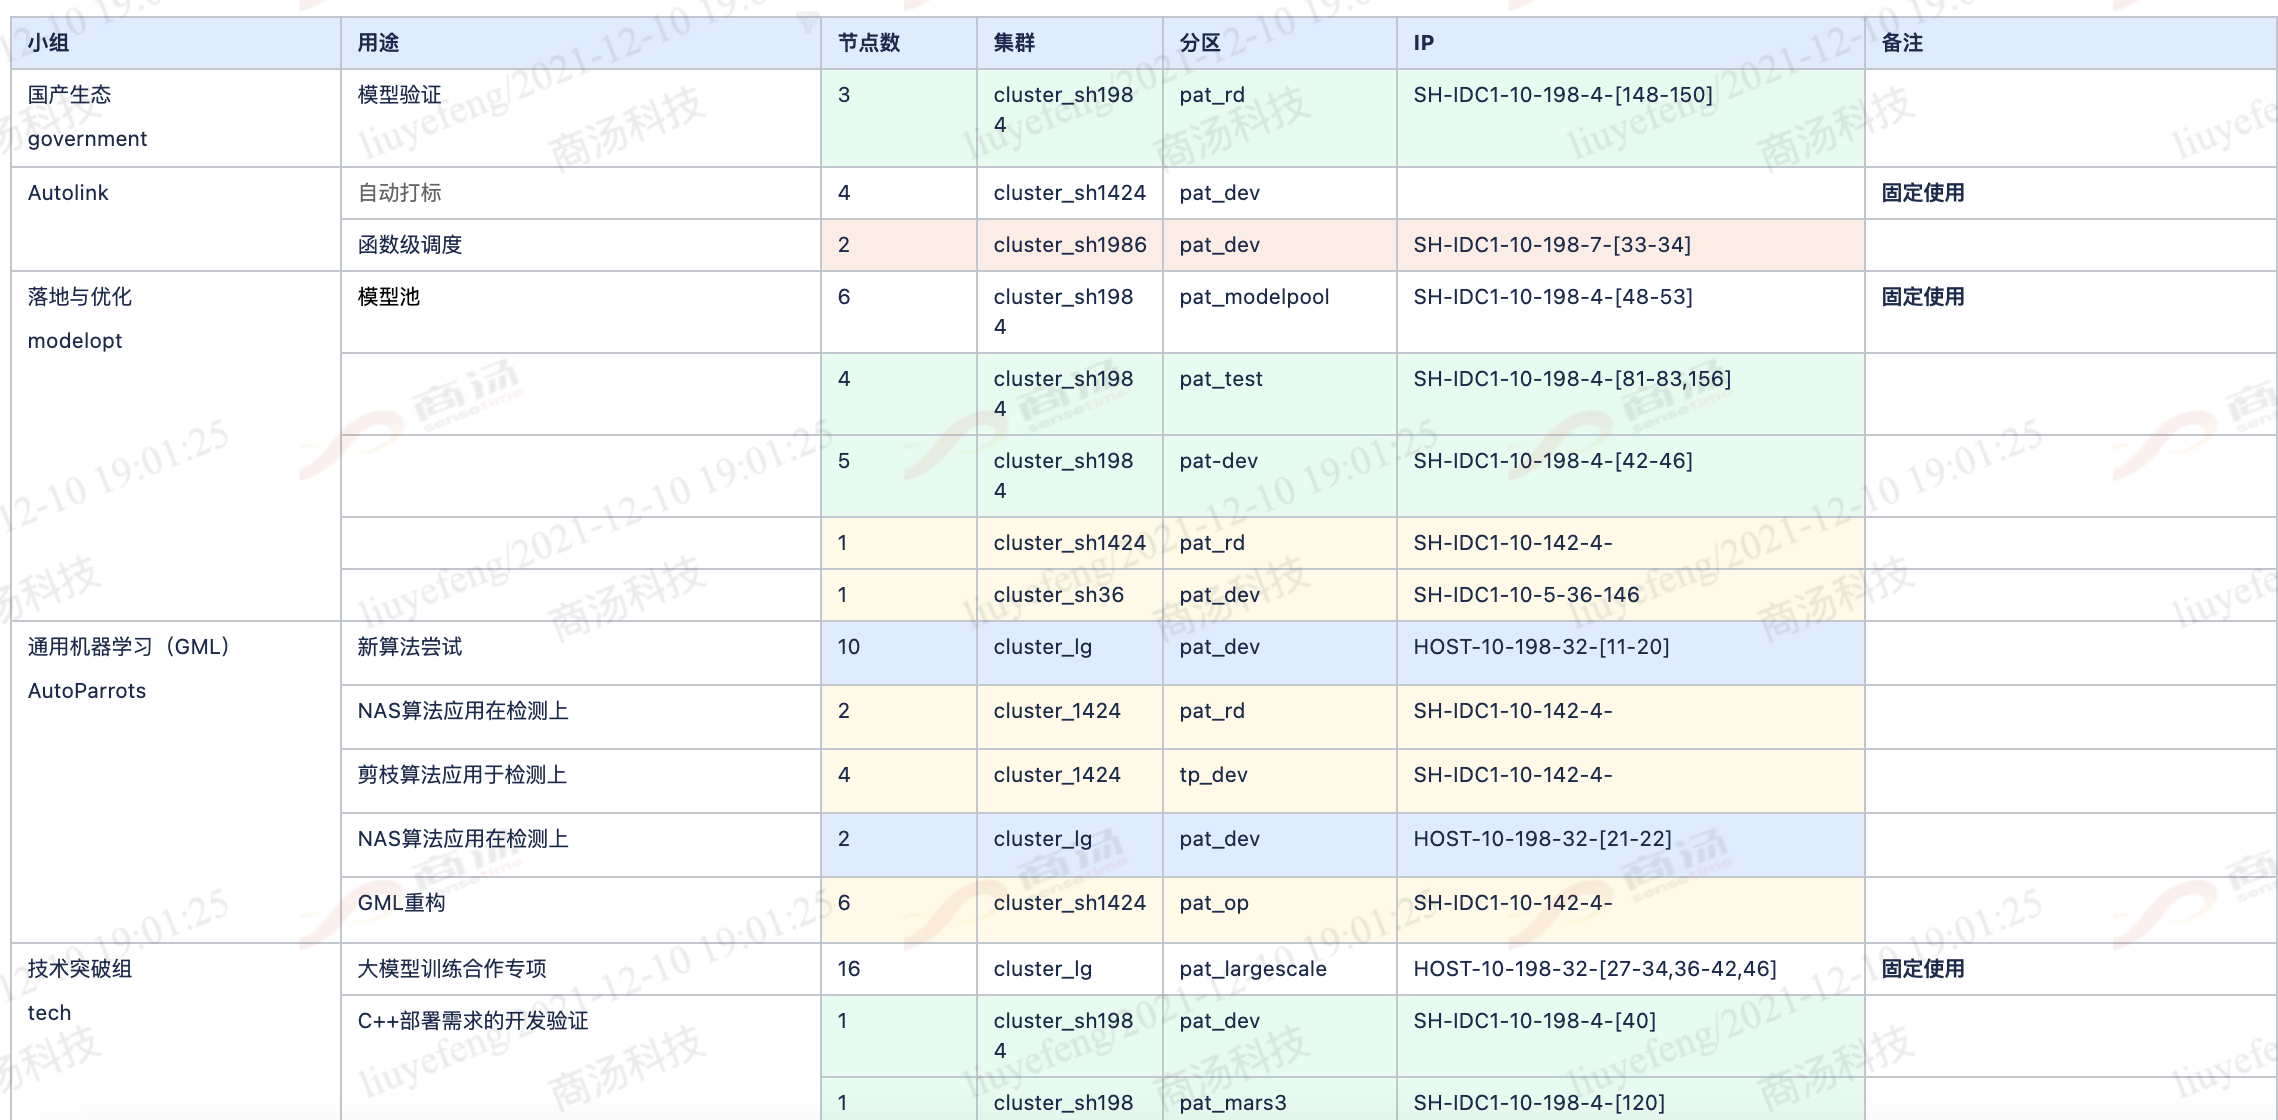 小组 用途 节点数 集群 分区 IP 备注
国产生态 模型验证 3 cluster_sh198 pat_rd SH-IDC1-10-198-4-[148-150]
4
government
Autolink 自动打标 4 cluster_sh1424 pat_dev 固定使用
函数级调度 2 cluster_sh1986 pat_dev SH-IDC1-10-198-7-[33-34]
落地与优化 模型池 6 cluster_sh198 pat_modelpool SH-IDC1-10-198-4-[48-53] 固定使用
4
modelopt
4 cluster_sh198 pat_test SH-IDC1-10-198-4-[81-83,156]
4
5 cluster_sh198 pat-dev SH-IDC1-10-198-4-[42-46]
4
1 cluster_sh1424 pat_rd SH-IDC1-10-142-4-
1 cluster_sh36 pat_dev SH-IDC1-10-5-36-146
通用机器学习（GML） 新算法尝试 10 cluster_lg pat_dev HOST-10-198-32-[11-20]
AutoParrots
NAS算法应用在检测上 2 cluster_1424 pat_rd SH-IDC1-10-142-4-
剪枝算法应用于检测上 4 cluster_1424 tp_dev SH-IDC1-10-142-4-
NAS算法应用在检测上 2 cluster_lg pat_dev HOST-10-198-32-[21-22]
GML重构 6 cluster_sh1424 pat_op SH-IDC1-10-142-4-
技术突破组 大模型训练合作专项 16 cluster_lg pat_largescale HOST-10-198-32-[27-34,36-42,46] 固定使用
tech
C++部署需求的开发验证 1 cluster_sh198 pat_dev SH-IDC1-10-198-4-[40]
4
1 cluster_sh198 pat_mars3 SH-IDC1-10-198-4-[120]
liuyefeng/2021-12-10 19:01:25
商汤科技
商汤
sensetime